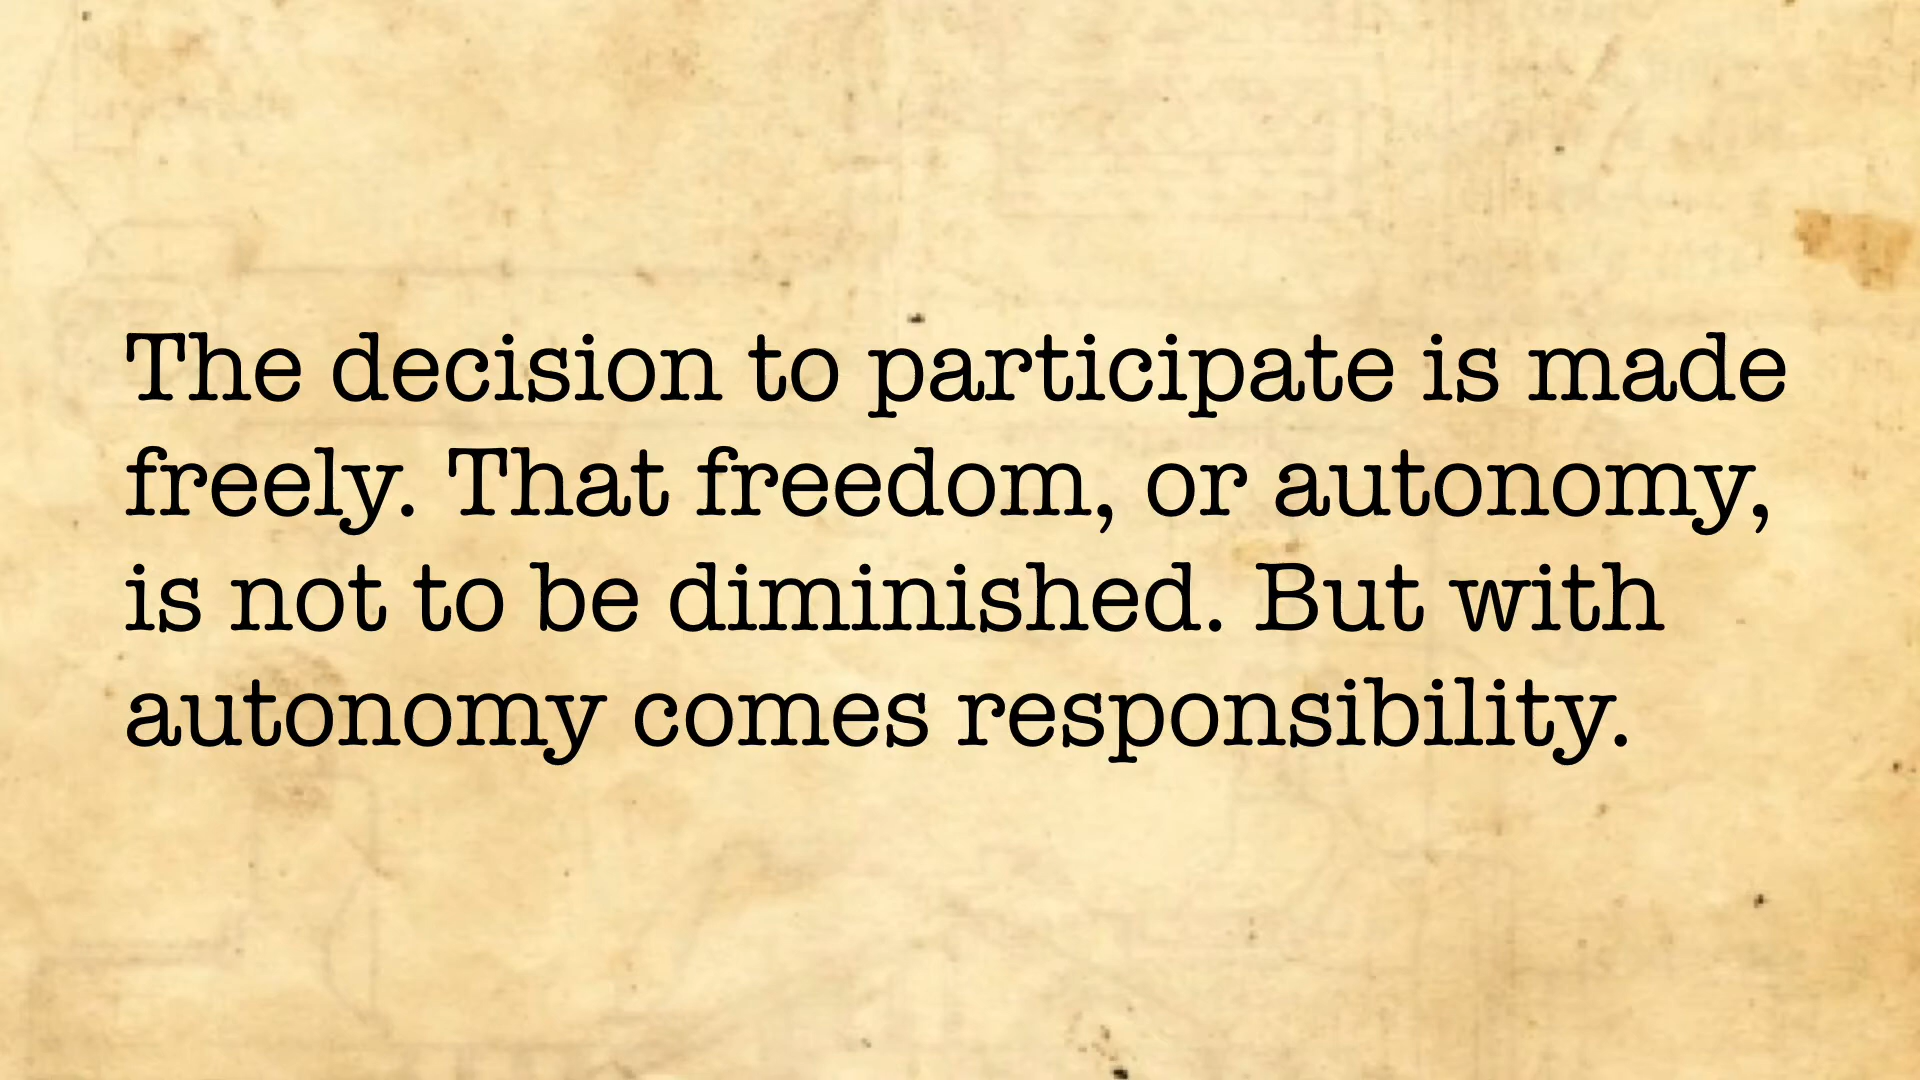 The decision to participate is made
freely. That freedom, or autonomy,
is not to be diminished. But with
autonomy comes responsibility.